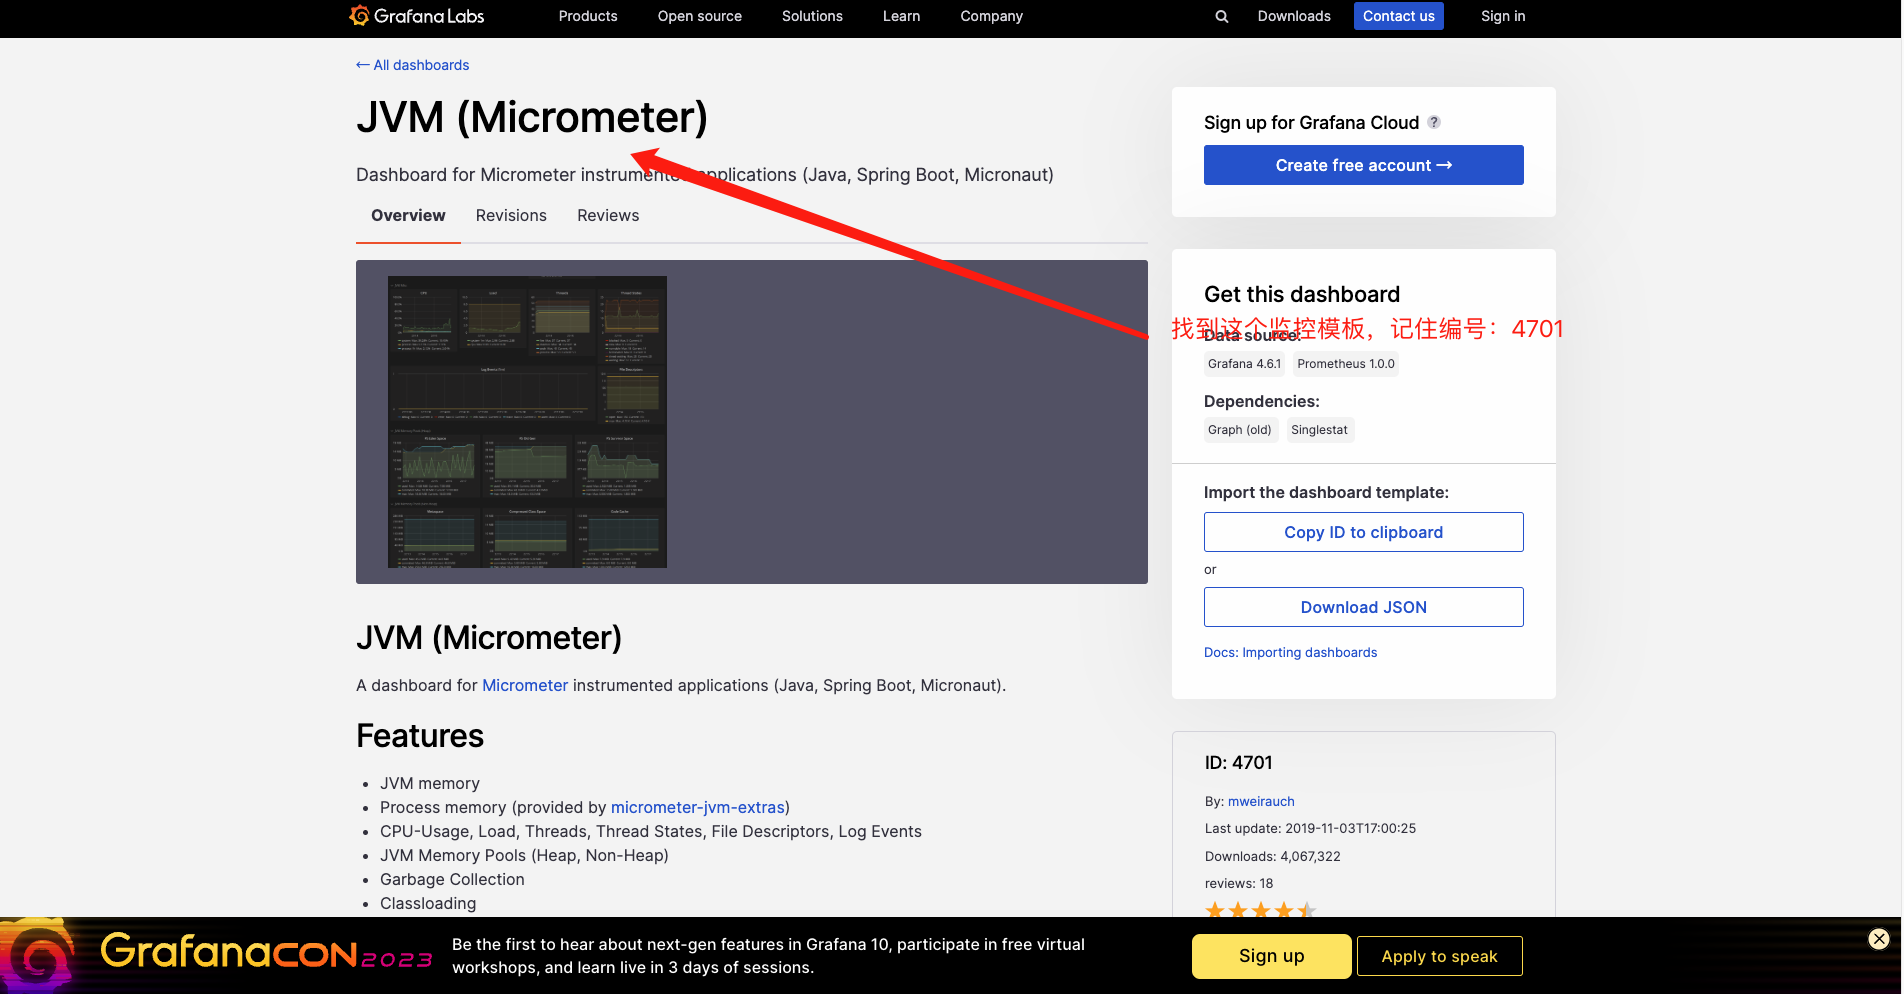 Grafana Labs
Products
Open source
Solutions
Learn
Company
Downloads
Contact us
Sign in
← All dashboards
JVM (Micrometer)
Dashboard for Micrometer instrumented applications (Java, Spring Boot, Micronaut)
Overview
Revisions
Reviews
Sign up for Grafana Cloud ?
Create free account →
Get this dashboard
找到这个监控模板，记住编号：4701
Data source:
Grafana 4.6.1
Prometheus 1.0.0
Dependencies:
Graph (old)
Singlestat
Import the dashboard template:
Copy ID to clipboard
or
Download JSON
Docs: Importing dashboards
JVM (Micrometer)
A dashboard for Micrometer instrumented applications (Java, Spring Boot, Micronaut).
Features
• JVM memory
• Process memory (provided by micrometer-jvm-extras)
• CPU-Usage, Load, Threads, Thread States, File Descriptors, Log Events
• JVM Memory Pools (Heap, Non-Heap)
• Garbage Collection
• Classloading
ID: 4701
By: mweirauch
Last update: 2019-11-03T17:00:25
Downloads: 4,067,322
reviews: 18
GrafanaCON 2023
Be the first to hear about next-gen features in Grafana 10, participate in free virtual
workshops, and learn live in 3 days of sessions.
Sign up
Apply to speak